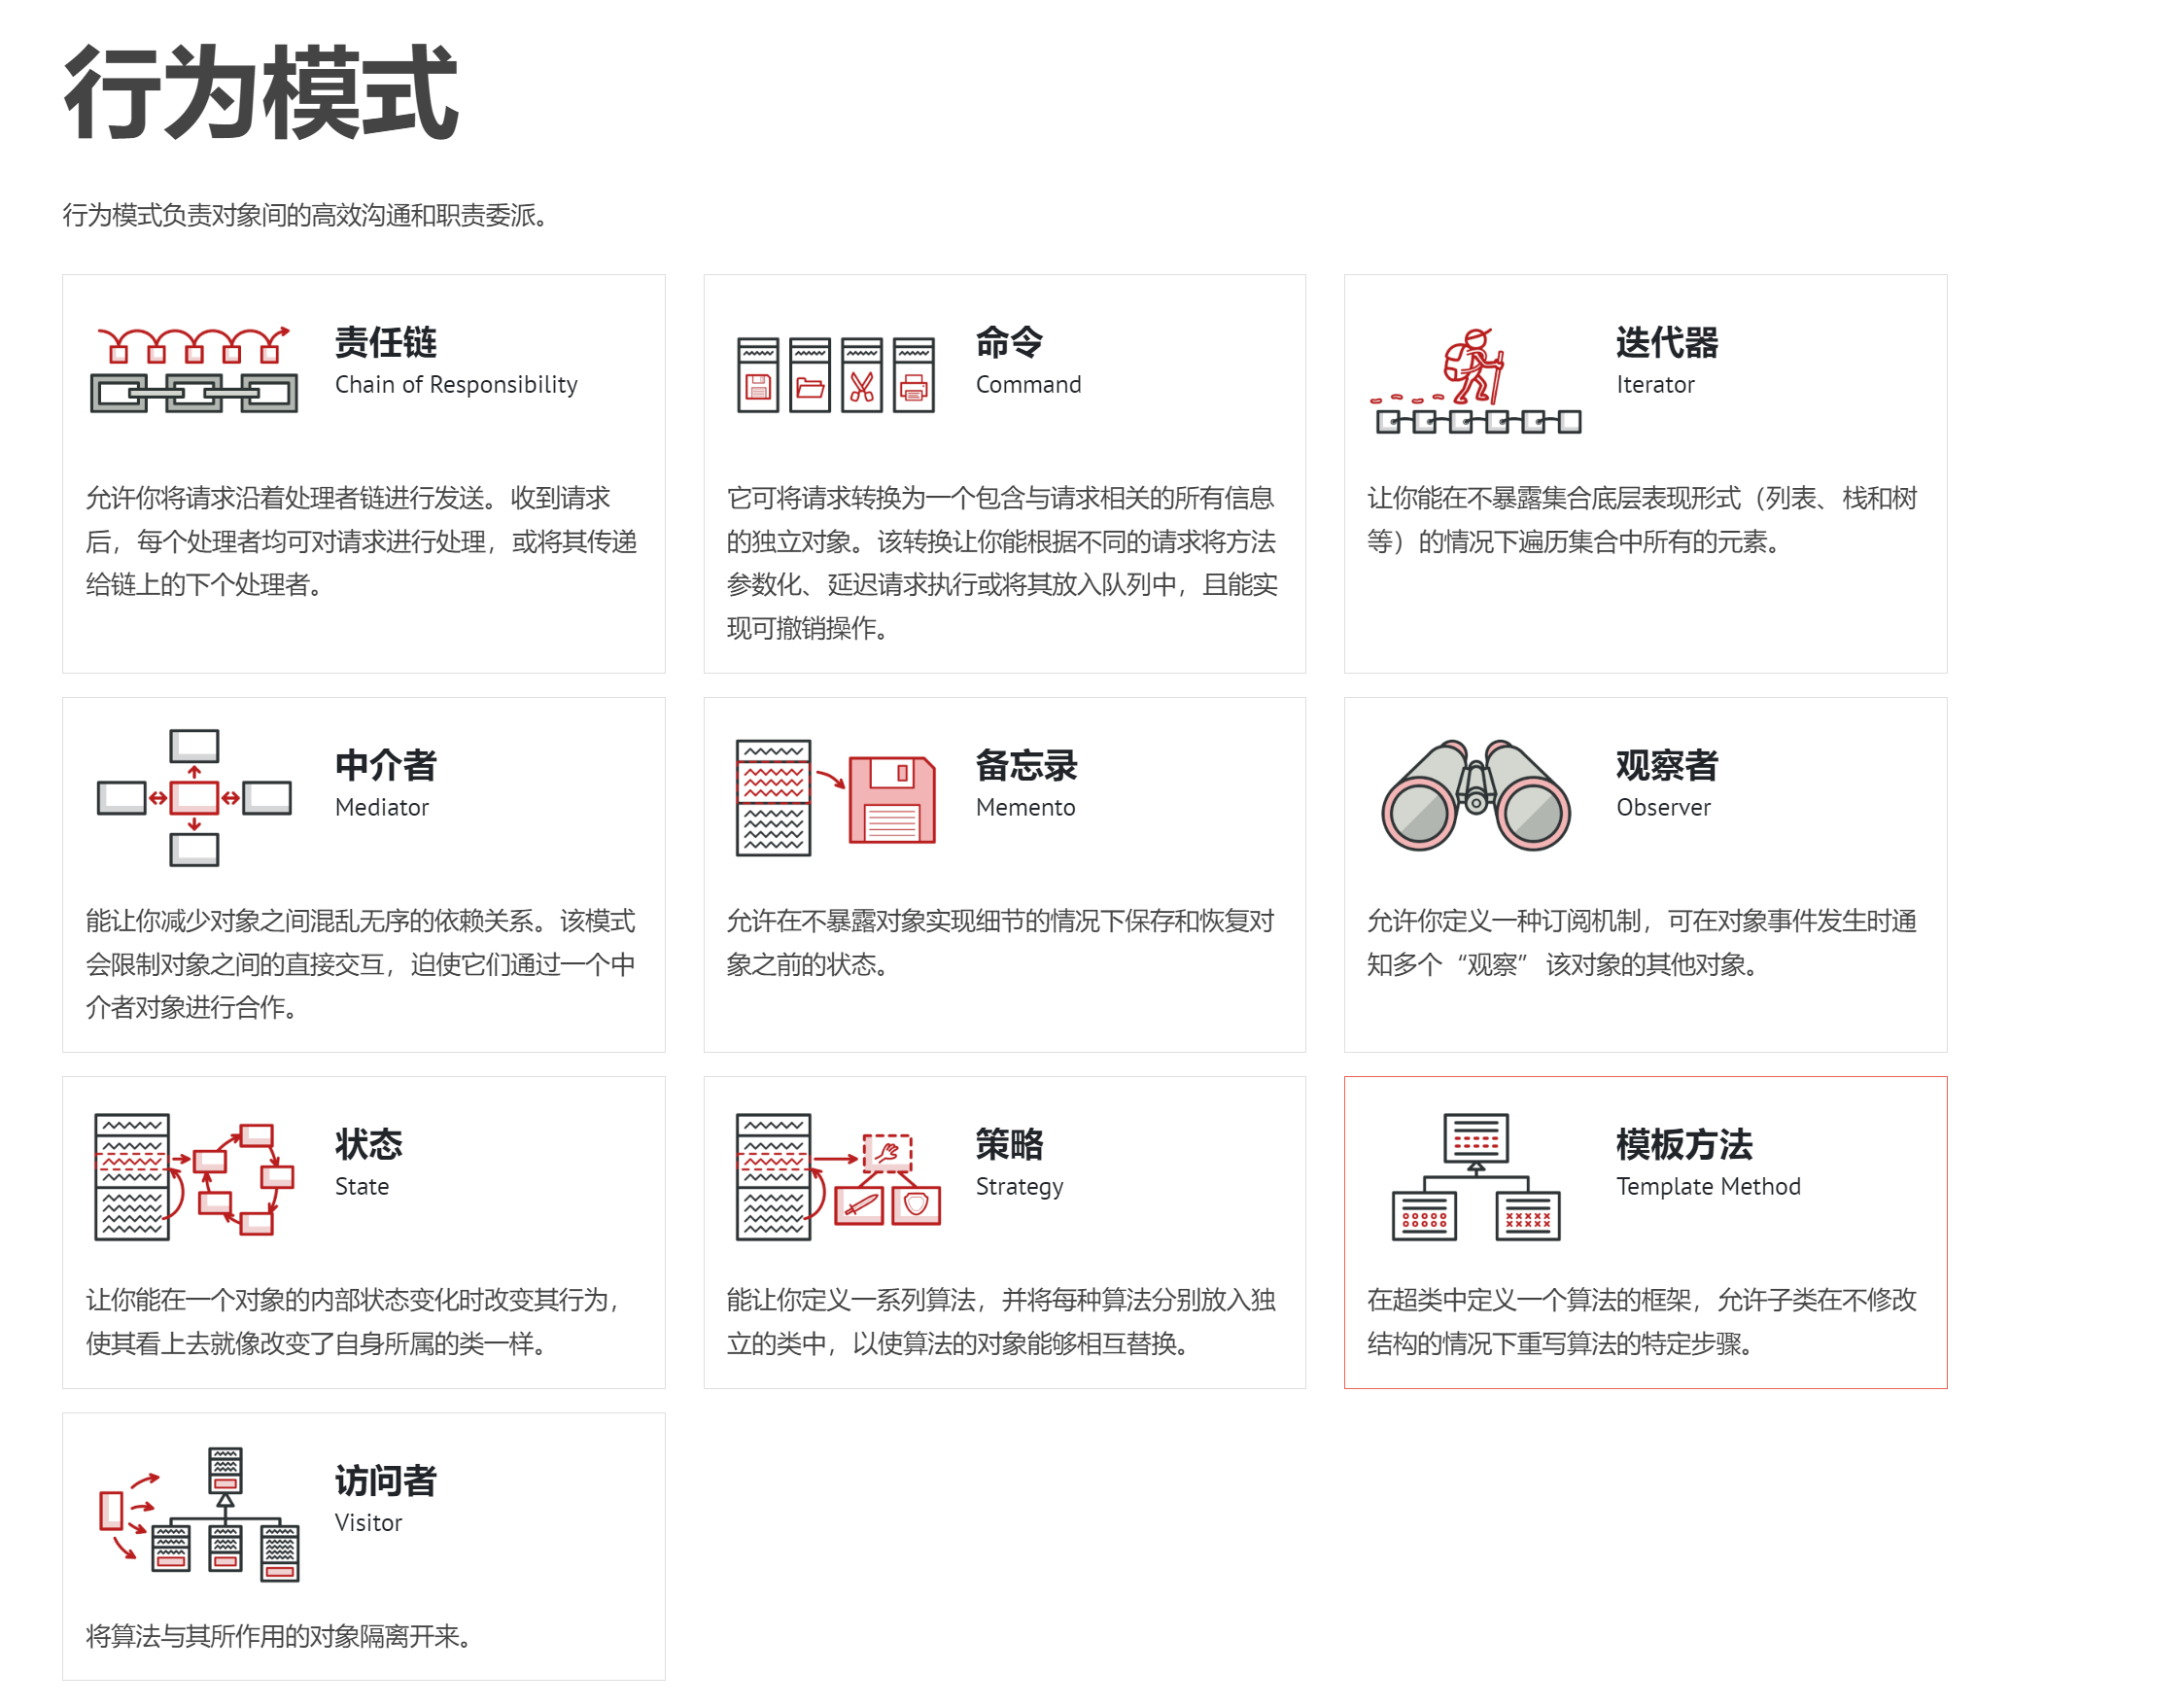 行为模式
行为模式负责对象间的高效沟通和职责委派。
责任链
Chain of Responsibility
允许你将请求沿着处理者链进行发送。收到请求
后，每个处理者均可对请求进行处理，或将其传递
给链上的下个处理者。
命令
Command
它可将请求转换为一个包含与请求相关的所有信息
的独立对象。该转换让你能根据不同的请求将方法
参数化、延迟请求执行或将其放入队列中，且能实
现可撤销操作。
迭代器
Iterator
让你能在不暴露集合底层表现形式（列表、栈和树
等）的情况下遍历集合中所有的元素。
中介者
Mediator
能让你减少对象之间混乱无序的依赖关系。该模式
会限制对象之间的直接交互，迫使它们通过一个中
介者对象进行合作。
备忘录
Memento
允许在不暴露对象实现细节的情况下保存和恢复对
象之前的状态。
观察者
Observer
允许你定义一种订阅机制，可在对象事件发生时通
知多个“观察”该对象的其他对象。
状态
State
让你能在一个对象的内部状态变化时改变其行为，
使其看上去就像改变了自身所属的类一样。
策略
Strategy
能让你定义一系列算法，并将每种算法分别放入独
立的类中，以使算法的对象能够相互替换。
模板方法
Template Method
在超类中定义一个算法的框架，允许子类在不修改
结构的情况下重写算法的特定步骤。
访问者
Visitor
将算法与其所作用的对象隔离开来。